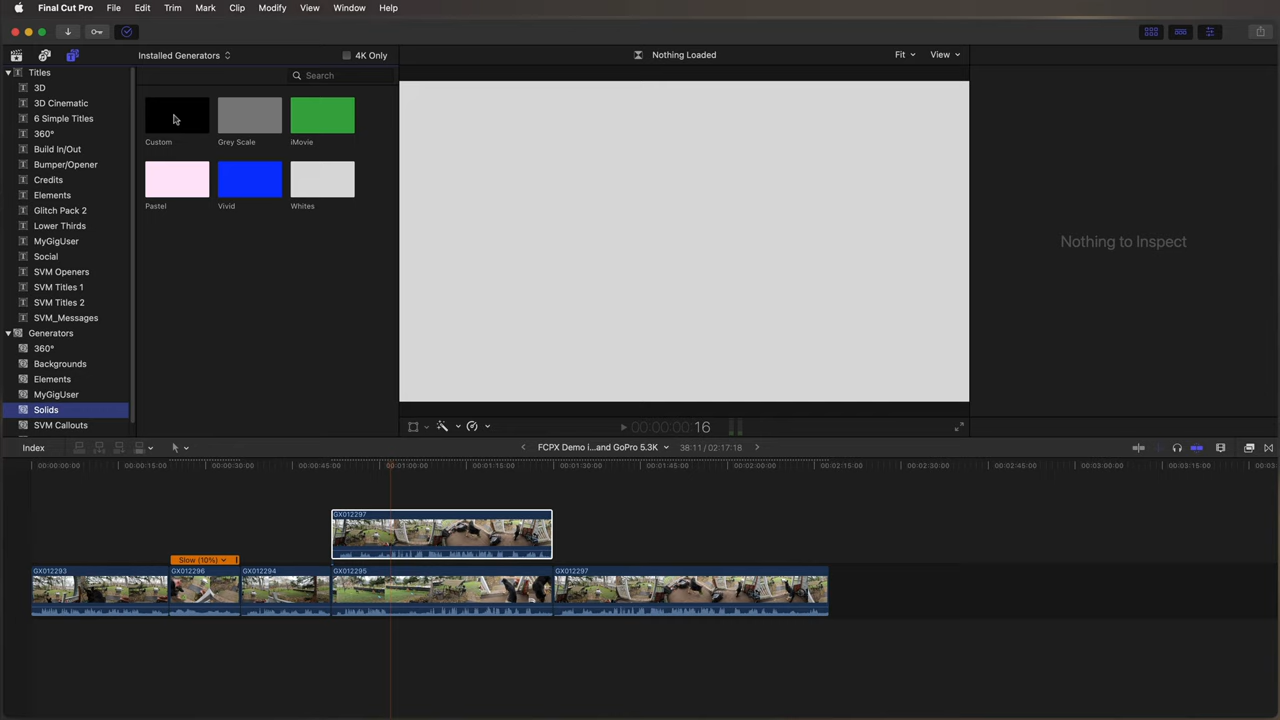 Final Cut Pro File Edit Trim Mark Clip Modify View Window Help
Installed Generators
4K Only
Nothing Loaded
Fit
View
Search
Titles
3D
3D Cinematic
6 Simple Titles
360°
Build In/Out
Bumper/Opener
Credits
Elements
Glitch Pack 2
Lower Thirds
MyGigUser
Social
SVM Openers
SVM Titles 1
SVM Titles 2
SVM_Messages
Generators
360°
Backgrounds
Elements
MyGigUser
Solids
SVM Callouts
Custom
Grey Scale
iMovie
Pastel
Vivid
Whites
Nothing to Inspect
00:00:00:16
Index
FCPX Demo i...and GoPro 5.3K
38:11 / 02:17:18
00:00:00:00 00:00:15:00 00:00:30:00 00:00:45:00 00:01:00:00 00:01:15:00 00:01:30:00 00:01:45:00 00:02:00:00 00:02:15:00 00:02:30:00 00:02:45:00 00:03:00:00 00:03:15:00
GX012297
Slow (10%)
GX012293
GX012296
GX012294
GX012295
GX012297